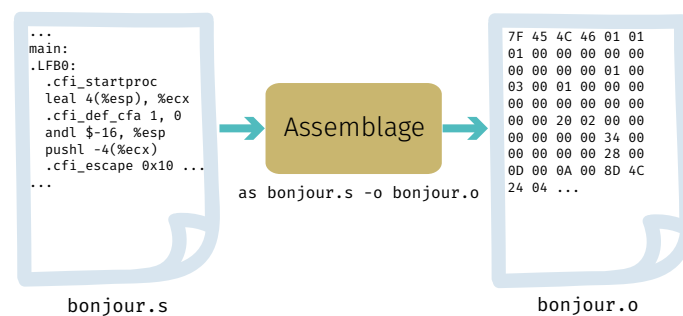 ...
main:
.LFB0:
.cfi_startproc
leal 4(%esp), %ecx
.cfi_def_cfa 1, 0
andl $-16, %esp
pushl -4(%ecx)
.cfi_escape 0x10 ...
...
bonjour.s
Assemblage
as bonjour.s -o bonjour.o
7F 45 4C 46 01 01
01 00 00 00 00 00
00 00 00 00 01 00
03 00 01 00 00 00
00 00 00 00 00 00
00 00 20 02 00 00
00 00 00 00 34 00
00 00 00 00 28 00
0D 00 0A 00 8D 4C
24 04 ...
bonjour.o